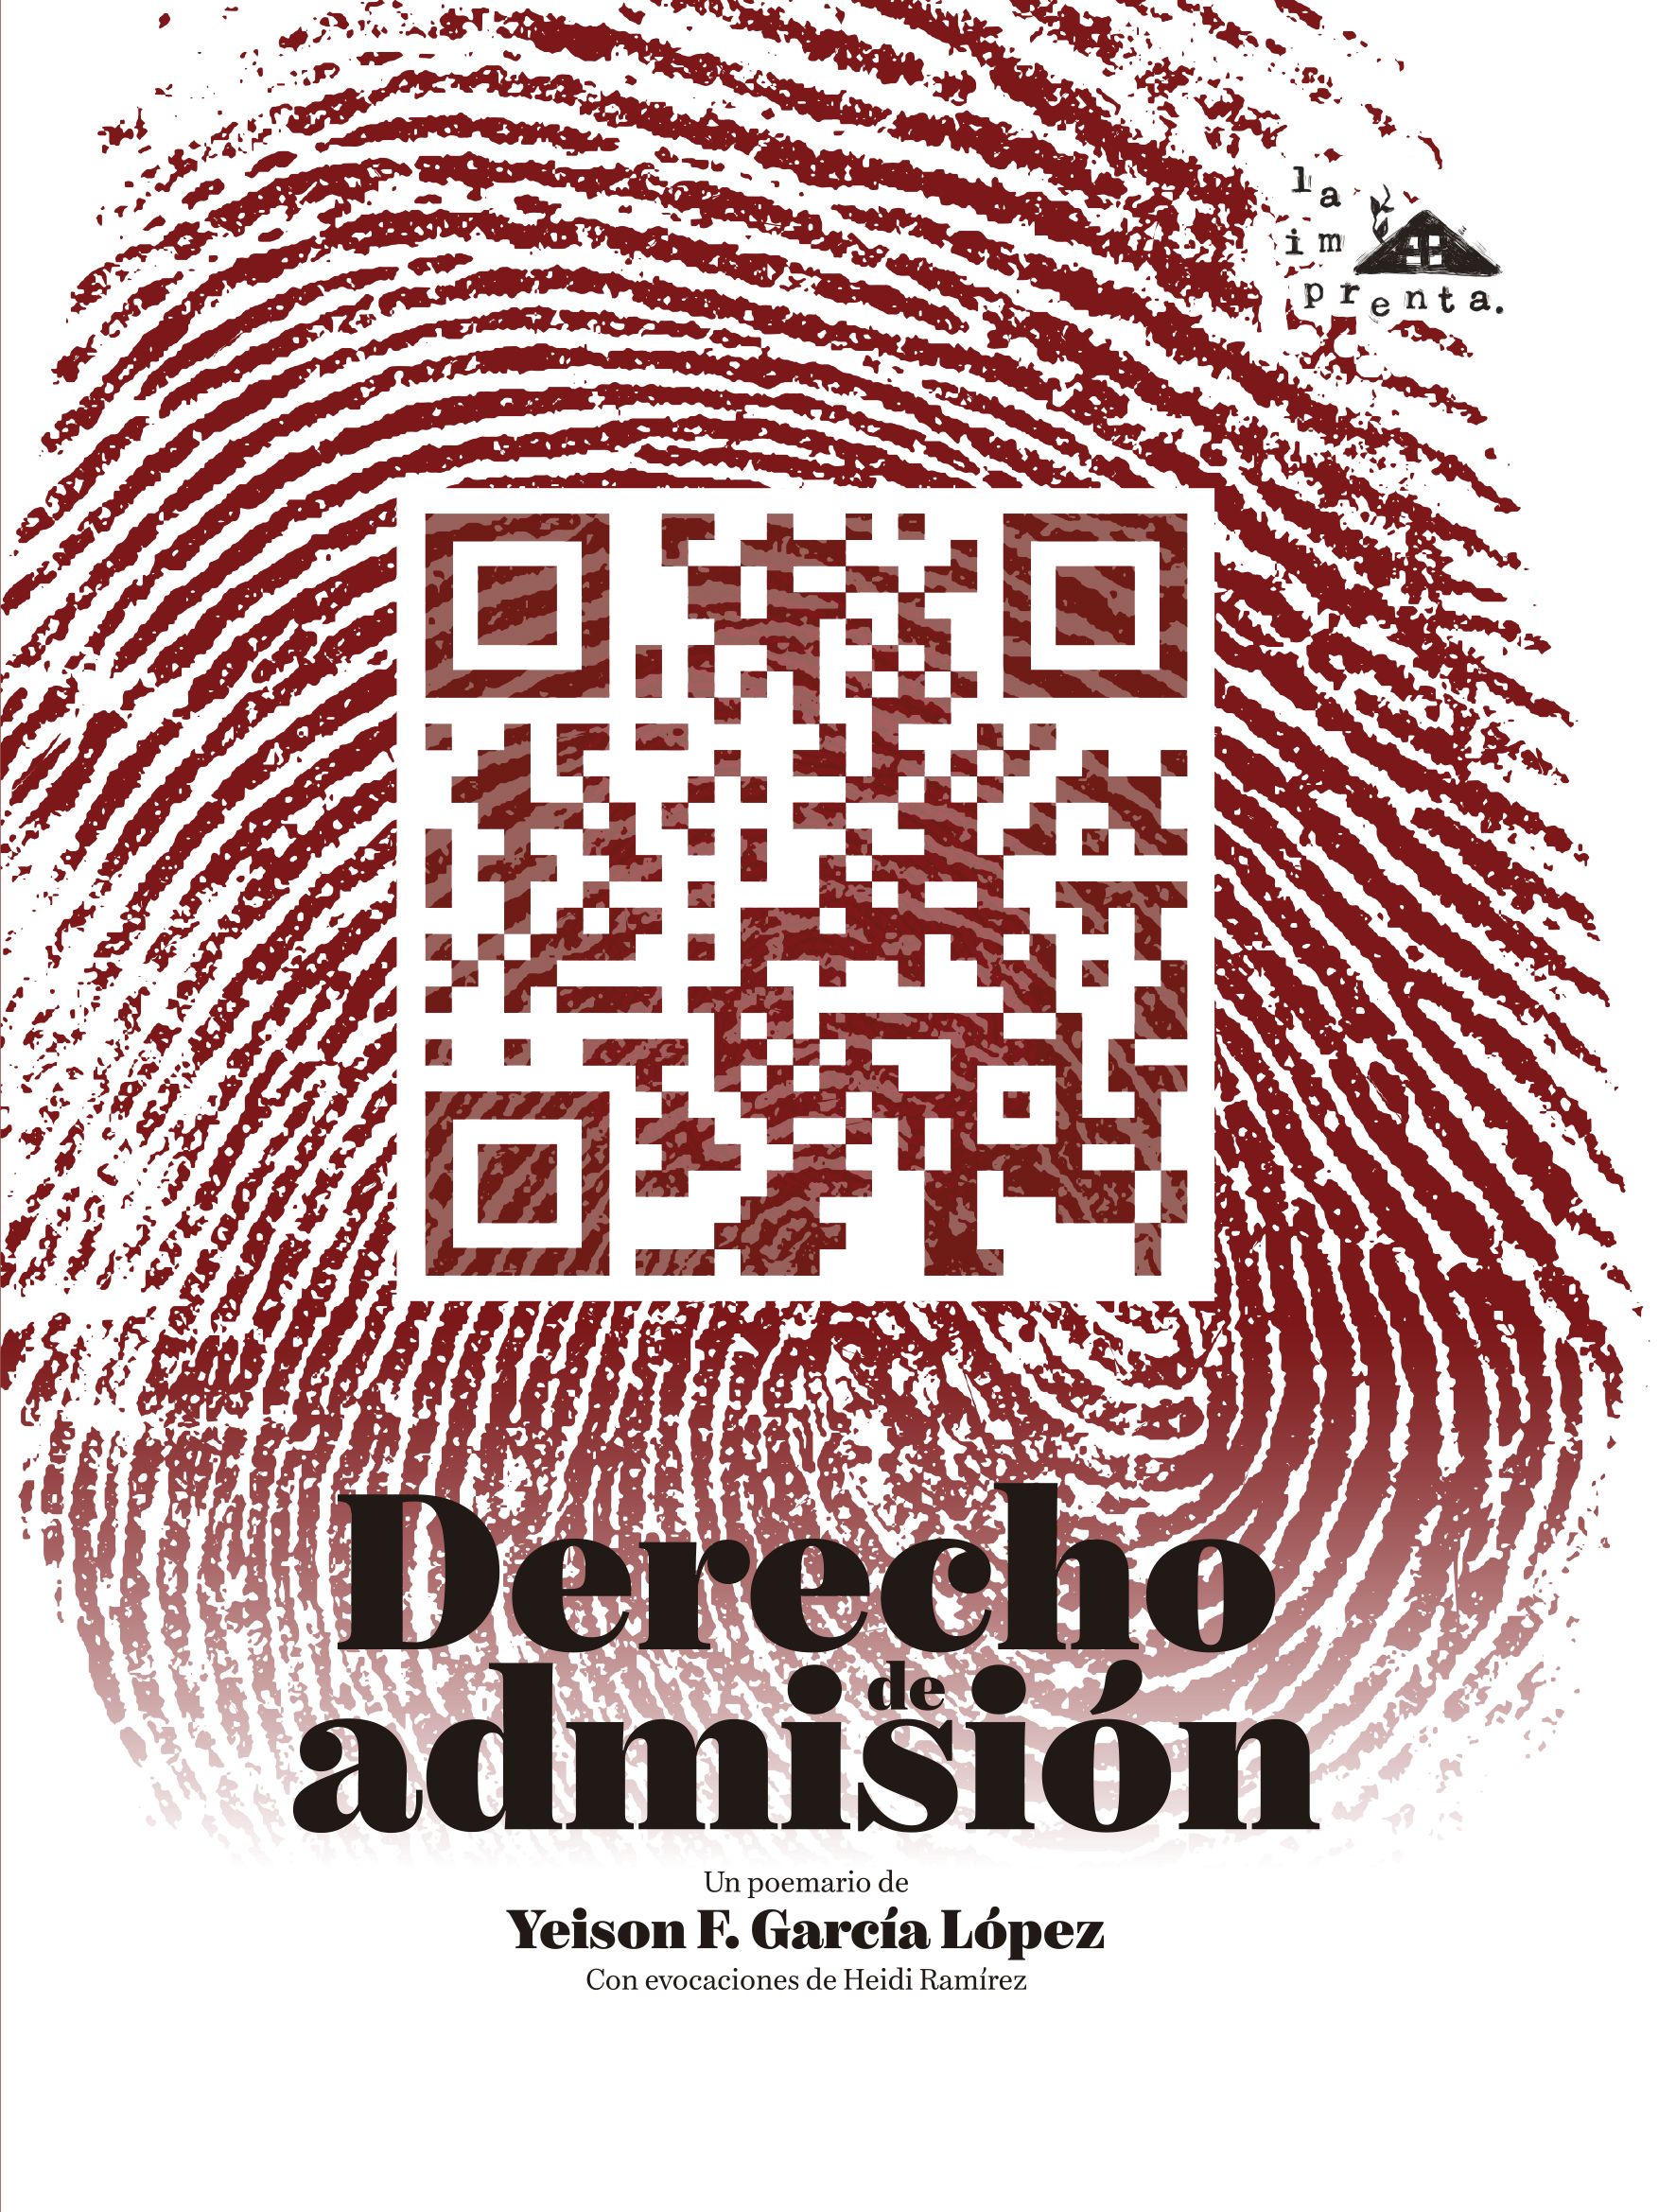 la
im
prenta.
Derecho
de
admisión
Un poemario de
Yeison F. García López
Con evocaciones de Heidi Ramírez